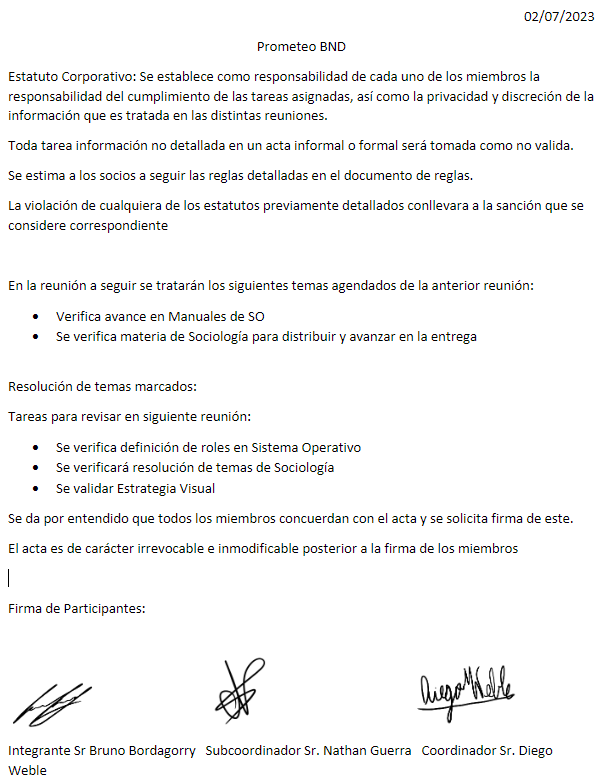 02/07/2023
Prometeo BND
Estatuto Corporativo: Se establece como responsabilidad de cada uno de los miembros la
responsabilidad del cumplimiento de las tareas asignadas, así como la privacidad y discreción de la
información que es tratada en las distintas reuniones.
Toda tarea información no detallada en un acta informal o formal será tomada como no valida.
Se estima a los socios a seguir las reglas detalladas en el documento de reglas.
La violación de cualquiera de los estatutos previamente detallados conllevara a la sanción que se
considere correspondiente
En la reunión a seguir se tratarán los siguientes temas agendados de la anterior reunión:
• Verifica avance en Manuales de SO
• Se verifica materia de Sociología para distribuir y avanzar en la entrega
Resolución de temas marcados:
Tareas para revisar en siguiente reunión:
• Se verifica definición de roles en Sistema Operativo
• Se verificará resolución de temas de Sociología
• Se validar Estrategia Visual
Se da por entendido que todos los miembros concuerdan con el acta y se solicita firma de este.
El acta es de carácter irrevocable e inmodificable posterior a la firma de los miembros
Firma de Participantes:
Diego Weble
Integrante Sr Bruno Bordagorry Subcoordinador Sr. Nathan Guerra Coordinador Sr. Diego
Weble